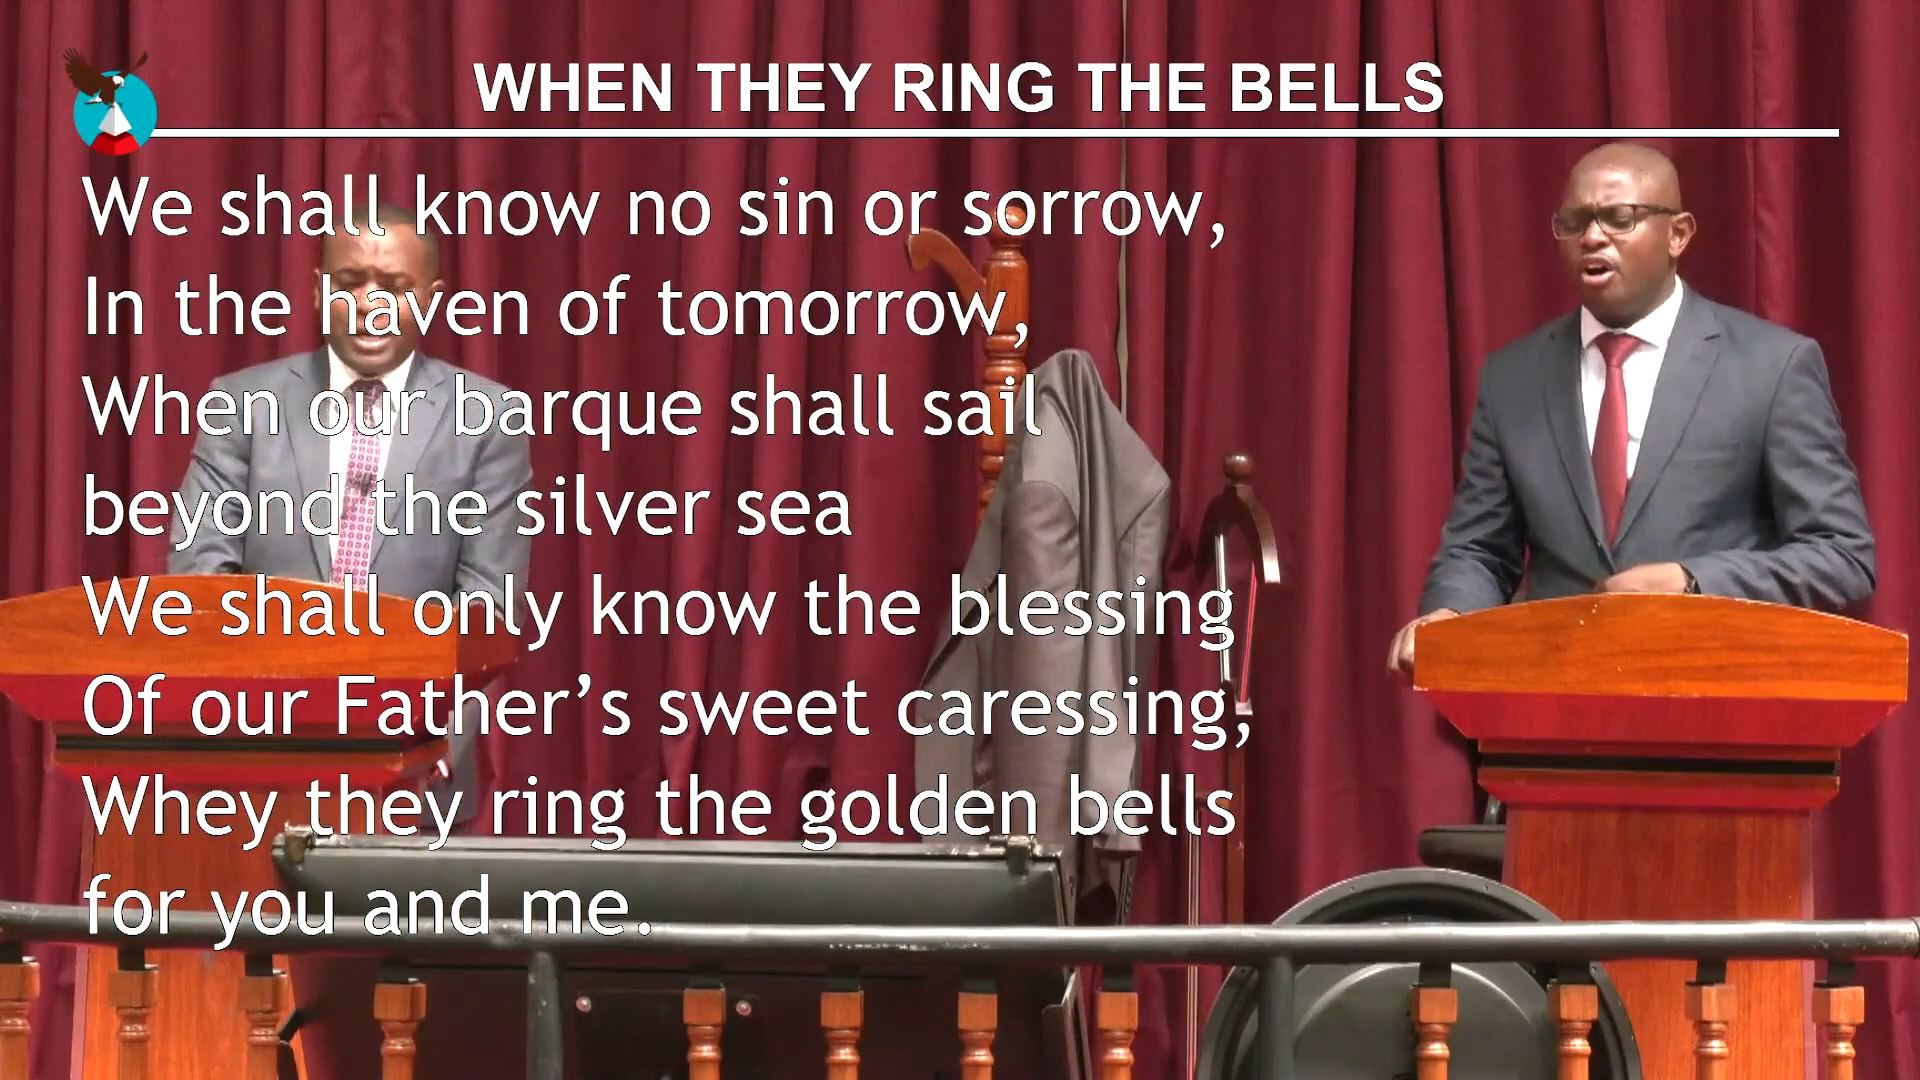 WHEN THEY RING THE BELLS
We shall know no sin or sorrow,
In the haven of tomorrow,
When our barque shall sail
beyond the silver sea
We shall only know the blessing
Of our Father’s sweet caressing,
Whey they ring the golden bells
for you and me.